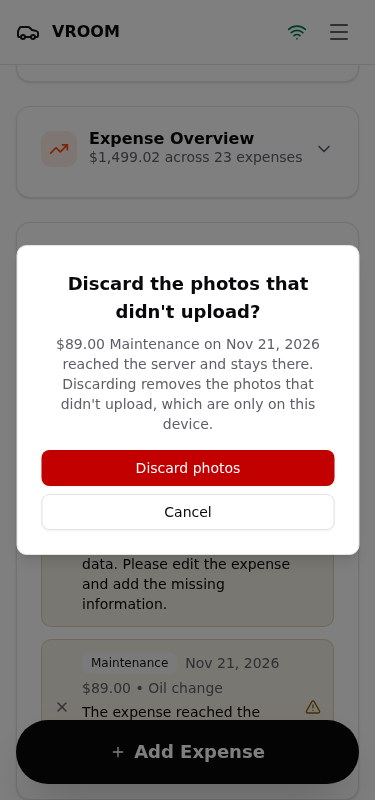 VROOM
Expense Overview
$1,499.02 across 23 expenses
Discard the photos that
didn't upload?
$89.00 Maintenance on Nov 21, 2026
reached the server and stays there.
Discarding removes the photos that
didn't upload, which are only on this
device.
Discard photos
Cancel
data. Please edit the expense
and add the missing
information.
Maintenance Nov 21, 2026
$89.00 • Oil change
The expense reached the
+ Add Expense